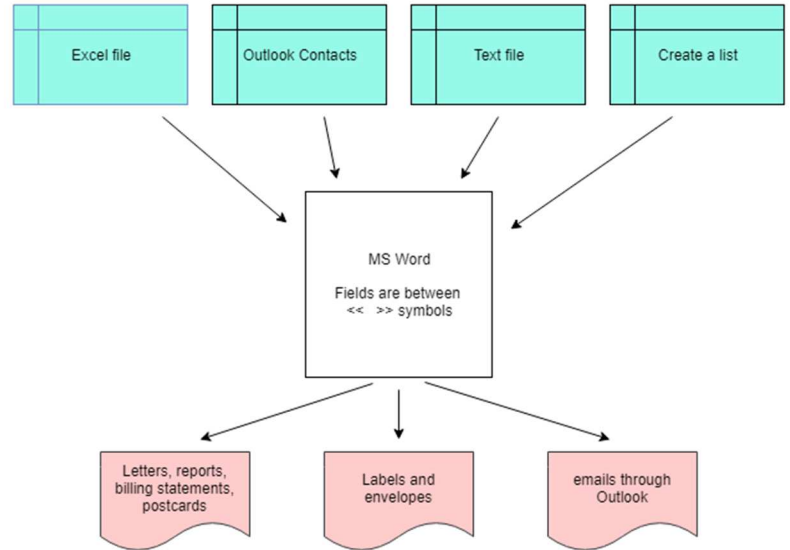 Excel file
Outlook Contacts
Text file
Create a list
MS Word
Fields are between
<< >> symbols
Letters, reports,
billing statements,
postcards
Labels and
envelopes
emails through
Outlook